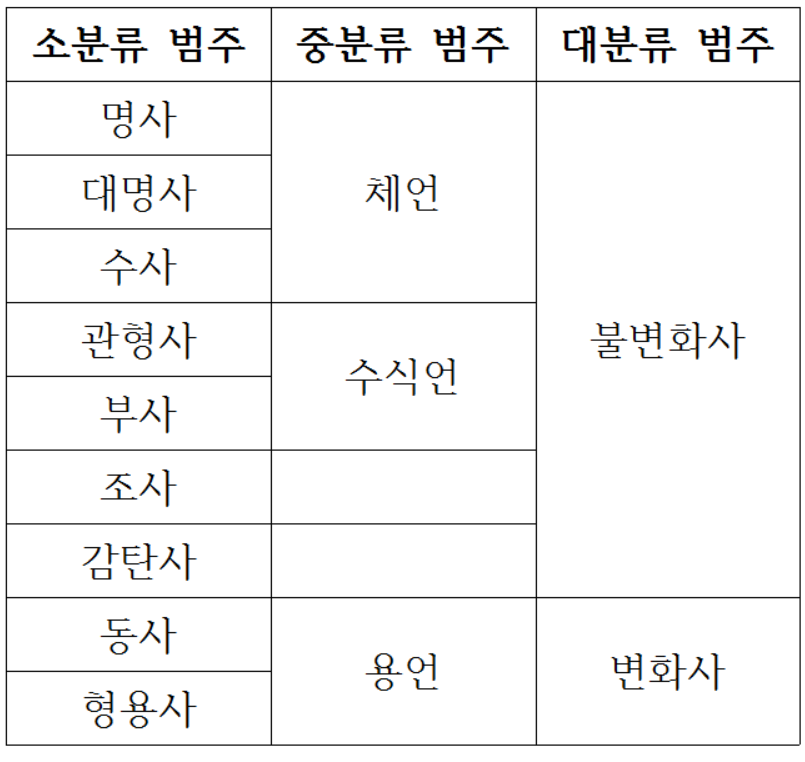 소분류 범주 중분류 범주 대분류 범주
명사
대명사
체언
수사
관형사
불변화사
수식언
부사
조사
감탄사
동사
용언
변화사
형용사